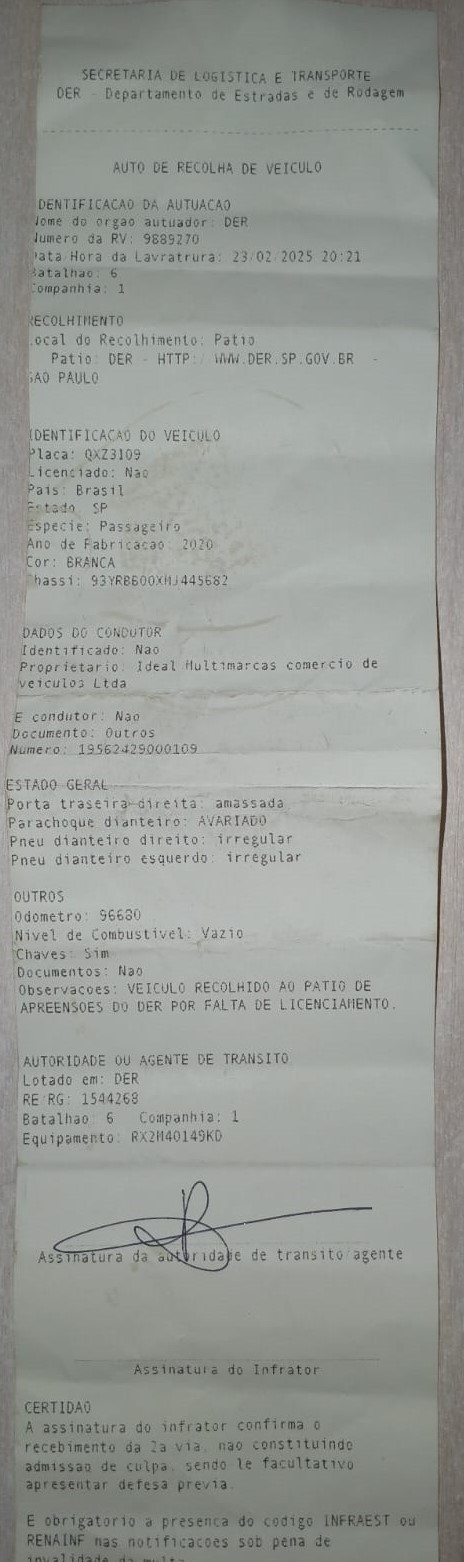 SECRETARIA DE LOGISTICA E TRANSPORTE
DER - Departamento de Estradas e de Rodagem
AUTO DE RECOLHA DE VEICULO
IDENTIFICACAO DA AUTUACAO
Nome do orgao autuador: DER
Numero da RV: 9889270
Data/Hora da Lavratrura: 23/02/2025 20:21
Batalhao: 6
Companhia: 1
RECOLHIMENTO
Local do Recolhimento: Patio
Patio: DER - HTTP:/ WWW.DER.SP.GOV.BR -
SAO PAULO
IDENTIFICACAO DO VEICULO
Placa: QXZ3109
Licenciado: Nao
Pais: Brasil
Estado: SP
Especie: Passageiro
Ano de Fabricacao: 2020
Cor: BRANCA
Chassi: 93YRBB00XMJ445682
DADOS DO CONDUTOR
Identificado: Nao
Proprietario: Ideal Multimarcas comercio de
veiculos Ltda
E condutor: Nao
Documento: Outros
Numero: 19562429000109
ESTADO GERAL
Porta traseira direita: amassada
Parachoque dianteiro: AVARIADO
Pneu dianteiro direito: irregular
Pneu dianteiro esquerdo: irregular
OUTROS
Odometro: 96630
Nivel de Combustivel: Vazio
Chaves: Sim
Documentos: Nao
Observacoes: VEICULO RECOLHIDO AO PATIO DE
APREENSOES DO DER POR FALTA DE LICENCIAMENTO.
AUTORIDADE OU AGENTE DE TRANSITO
Lotado em: DER
RE/RG: 1544268
Batalhao: 6 Companhia: 1
Equipamento: RX2M40149KD
Assinatura da autoridade de transito/agente
Assinatura do Infrator
CERTIDAO
A assinatura do infrator confirma o
recebimento da 2a via, nao constituindo
admissao de culpa, sendo le facultativo
apresentar defesa previa.
E obrigatorio a presenca do codigo INFRAEST ou
RENAINF nas notificacoes sob pena de
invalidade da multa